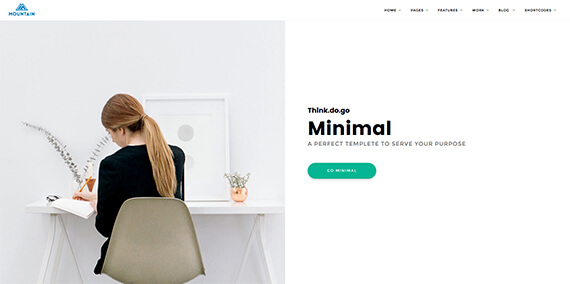 MOUNTAIN
HOME PAGES FEATURES WORK BLOG SHORTCODES
Think.do.go
Minimal
A PERFECT TEMPLETE TO SERVE YOUR PURPOSE
GO MINIMAL